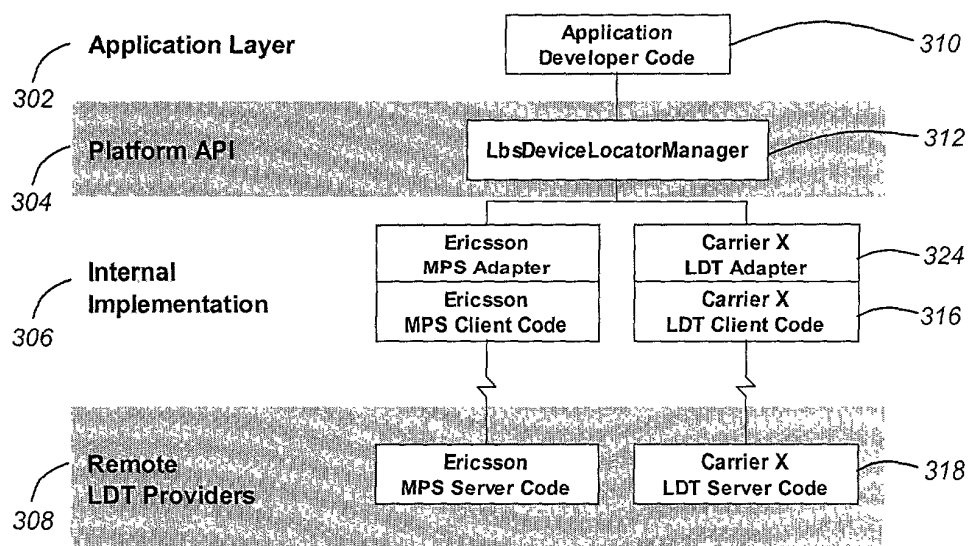 Application Layer
302
Application
Developer Code
310
Platform API
304
LbsDeviceLocatorManager
312
Internal
Implementation
306
Ericsson
MPS Adapter
Ericsson
MPS Client Code
Carrier X
LDT Adapter
324
Carrier X
LDT Client Code
316
Remote
LDT Providers
308
Ericsson
MPS Server Code
Carrier X
LDT Server Code
318